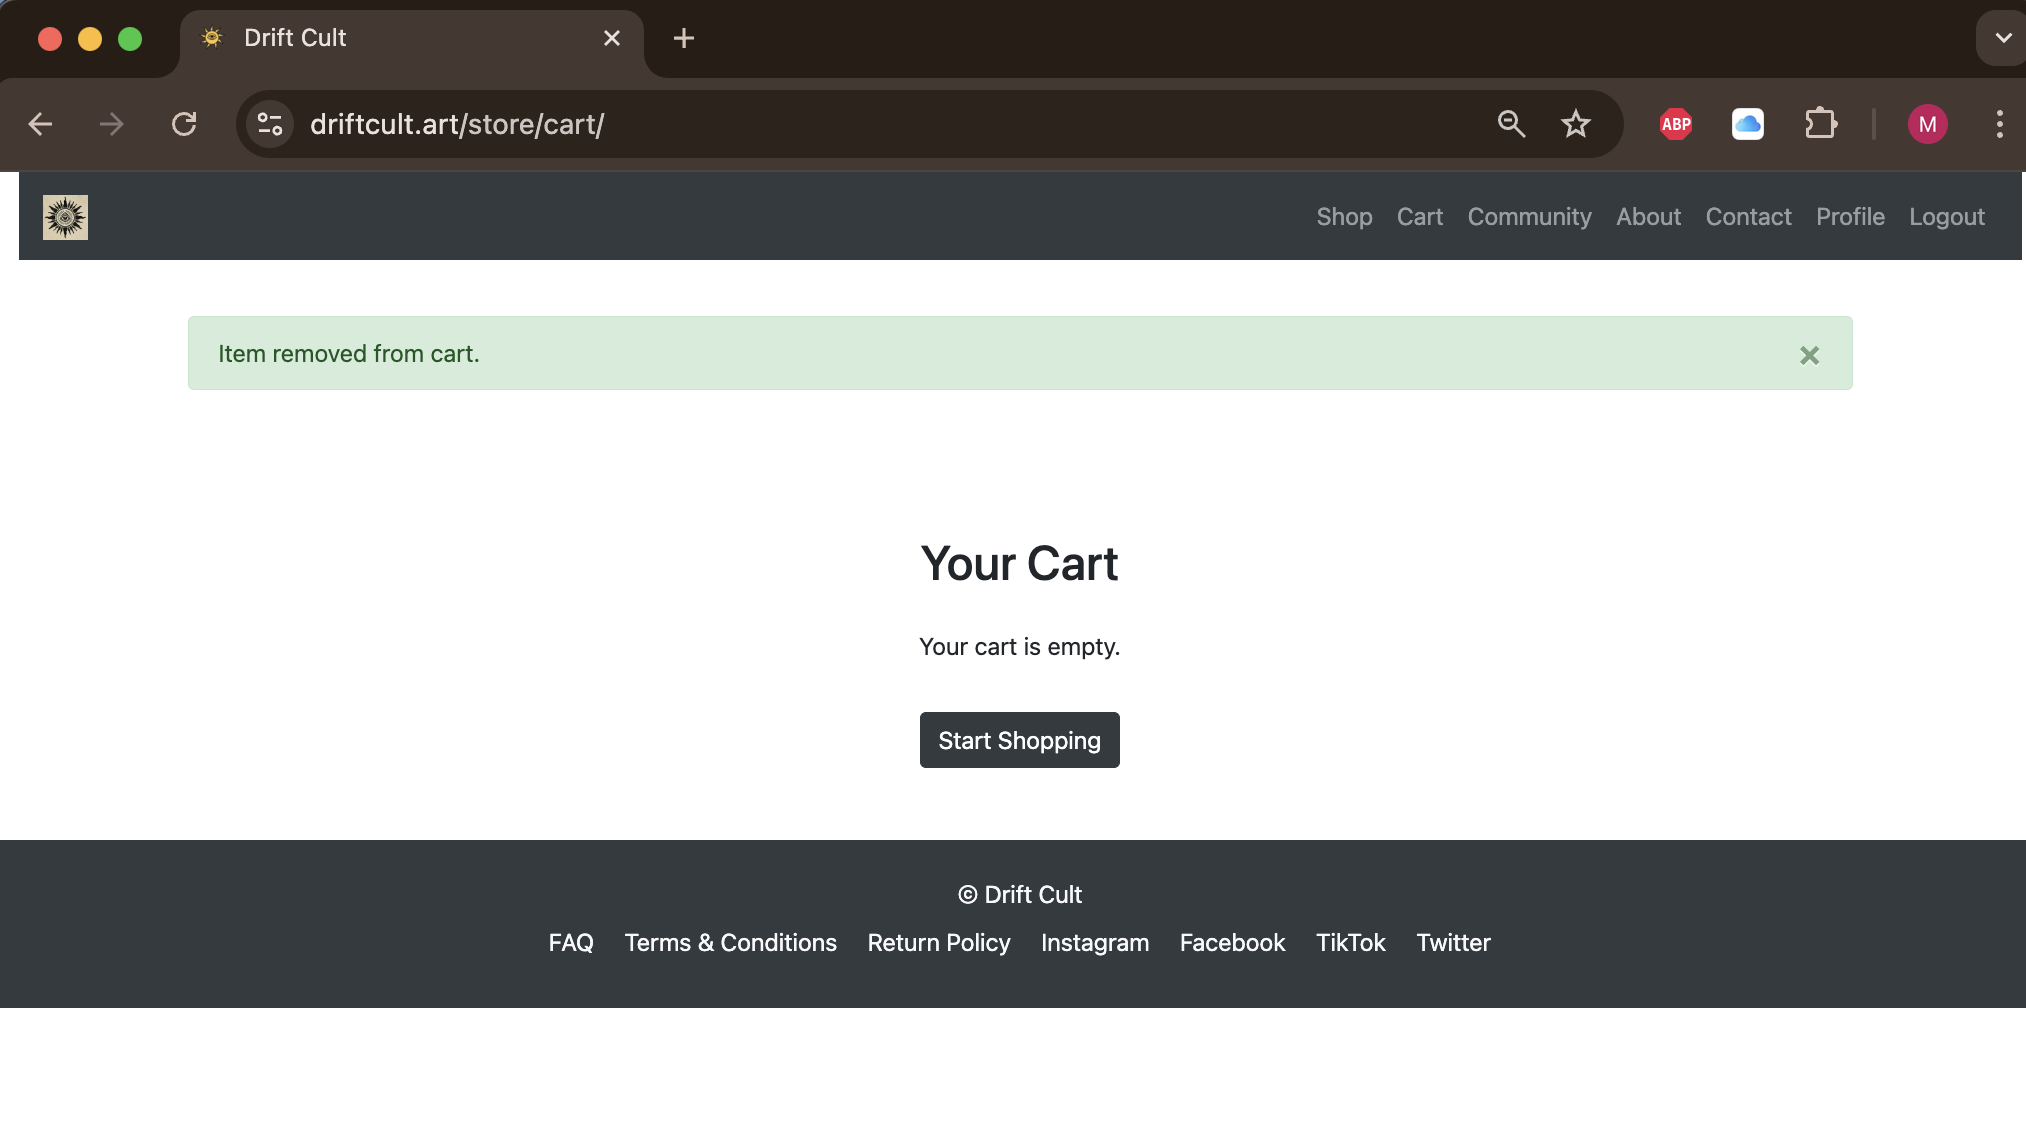 Drift Cult
driftcult.art/store/cart/
ABP
M
Shop Cart Community About Contact Profile Logout
Item removed from cart.
Your Cart
Your cart is empty.
Start Shopping
© Drift Cult
FAQ Terms & Conditions Return Policy Instagram Facebook TikTok Twitter